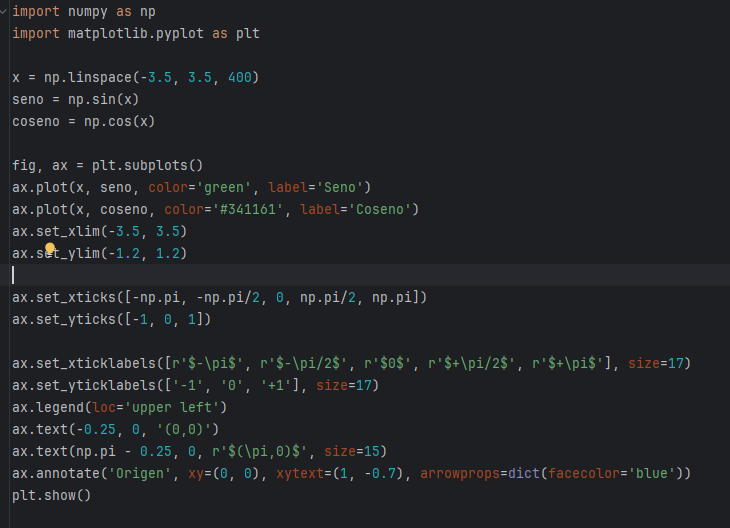 import numpy as np
import matplotlib.pyplot as plt

x = np.linspace(-3.5, 3.5, 400)
seno = np.sin(x)
coseno = np.cos(x)

fig, ax = plt.subplots()
ax.plot(x, seno, color='green', label='Seno')
ax.plot(x, coseno, color='#341161', label='Coseno')
ax.set_xlim(-3.5, 3.5)
ax.set_ylim(-1.2, 1.2)

ax.set_xticks([-np.pi, -np.pi/2, 0, np.pi/2, np.pi])
ax.set_yticks([-1, 0, 1])

ax.set_xticklabels([r'$-\pi$', r'$-\pi/2$', r'$0$', r'$+\pi/2$', r'$+\pi$'], size=17)
ax.set_yticklabels(['-1', '0', '+1'], size=17)
ax.legend(loc='upper left')
ax.text(-0.25, 0, '(0,0)')
ax.text(np.pi - 0.25, 0, r'$(\pi,0)$', size=15)
ax.annotate('Origen', xy=(0, 0), xytext=(1, -0.7), arrowprops=dict(facecolor='blue'))
plt.show()